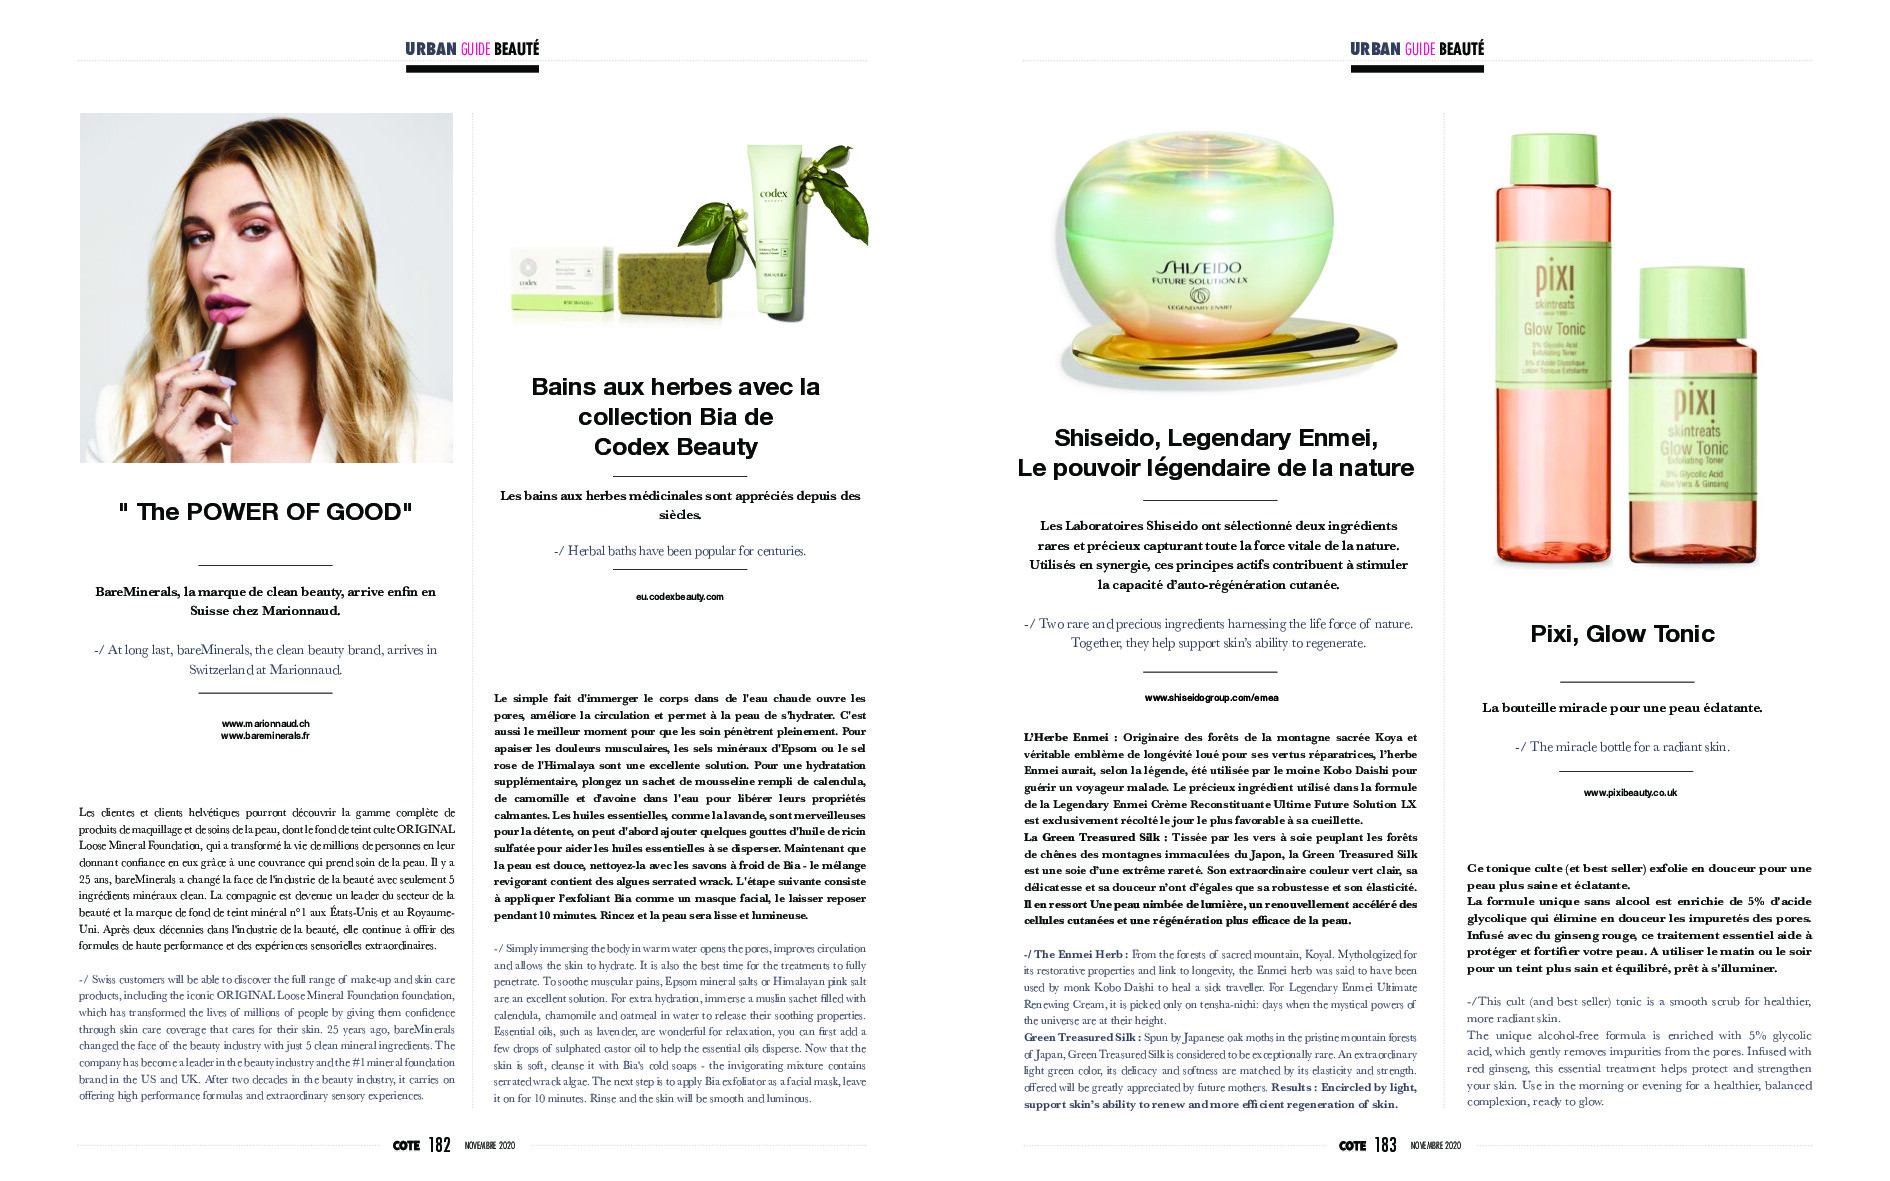 URBAN GUIDE BEAUTÉ
" The POWER OF GOOD"
BareMinerals, la marque de clean beauty, arrive enfin en
Suisse chez Marionnaud.
-/ At long last, bareMinerals, the clean beauty brand, arrives in
Switzerland at Marionnaud.
www.marionnaud.ch
www.bareminerals.fr
Les clientes et clients helvétiques pourront découvrir la gamme complète de
produits de maquillage et de soins de la peau, dont le fond de teint culte ORIGINAL
Loose Mineral Foundation, qui a transformé la vie de millions de personnes en leur
donnant confiance en eux grâce à une couvrance qui prend soin de la peau. Il y a
25 ans, bareMinerals a changé la face de l'industrie de la beauté avec seulement 5
ingrédients minéraux clean. La compagnie est devenue un leader du secteur de la
beauté et la marque de fond de teint minéral n°1 aux États-Unis et au Royaume-
Uni. Après deux décennies dans l'industrie de la beauté, elle continue à offrir des
formules de haute performance et des expériences sensorielles extraordinaires.
-/ Swiss customers will be able to discover the full range of make-up and skin care
products, including the iconic ORIGINAL Loose Mineral Foundation foundation,
which has transformed the lives of millions of people by giving them confidence
through skin care coverage that cares for their skin. 25 years ago, bareMinerals
changed the face of the beauty industry with just 5 clean mineral ingredients. The
company has become a leader in the beauty industry and the #1 mineral foundation
brand in the US and UK. After two decades in the beauty industry, it carries on
offering high performance formulas and extraordinary sensory experiences.
codex
BEAUTY
codex
Bains aux herbes avec la
collection Bia de
Codex Beauty
Les bains aux herbes médicinales sont appréciés depuis des
siècles.
-/ Herbal baths have been popular for centuries.
eu.codexbeauty.com
Le simple fait d'immerger le corps dans de l'eau chaude ouvre les
pores, améliore la circulation et permet à la peau de s'hydrater. C'est
aussi le meilleur moment pour que les soin pénètrent pleinement. Pour
apaiser les douleurs musculaires, les sels minéraux d'Epsom ou le sel
rose de l'Himalaya sont une excellente solution. Pour une hydratation
supplémentaire, plongez un sachet de mousseline rempli de calendula,
de camomille et d'avoine dans l'eau pour libérer leurs propriétés
calmantes. Les huiles essentielles, comme la lavande, sont merveilleuses
pour la détente, on peut d'abord ajouter quelques gouttes d'huile de ricin
sulfatée pour aider les huiles essentielles à se disperser. Maintenant que
la peau est douce, nettoyez-la avec les savons à froid de Bia - le mélange
revigorant contient des algues serrated wrack. L'étape suivante consiste
à appliquer l'exfoliant Bia comme un masque facial, le laisser reposer
pendant 10 minutes. Rincez et la peau sera lisse et lumineuse.
-/ Simply immersing the body in warm water opens the pores, improves circulation
and allows the skin to hydrate. It is also the best time for the treatments to fully
penetrate. To soothe muscular pains, Epsom mineral salts or Himalayan pink salt
are an excellent solution. For extra hydration, immerse a muslin sachet filled with
calendula, chamomile and oatmeal in water to release their soothing properties.
Essential oils, such as lavender, are wonderful for relaxation, you can first add a
few drops of sulphated castor oil to help the essential oils disperse. Now that the
skin is soft, cleanse it with Bia's cold soaps - the invigorating mixture contains
serrated wrack algae. The next step is to apply Bia exfoliator as a facial mask, leave
it on for 10 minutes. Rinse and the skin will be smooth and luminous.
COTE 182 NOVEMBRE 2020
URBAN GUIDE BEAUTÉ
SHISEIDO
FUTURE SOLUTION LX
LEGENDARY ENMEI
Shiseido, Legendary Enmei,
Le pouvoir légendaire de la nature
Les Laboratoires Shiseido ont sélectionné deux ingrédients
rares et précieux capturant toute la force vitale de la nature.
Utilisés en synergie, ces principes actifs contribuent à stimuler
la capacité d'auto-régénération cutanée.
-/ Two rare and precious ingredients harnessing the life force of nature.
Together, they help support skin's ability to regenerate.
www.shiseidogroup.com/emea
L'Herbe Enmei : Originaire des forêts de la montagne sacrée Koya et
véritable emblème de longévité loué pour ses vertus réparatrices, l'herbe
Enmei aurait, selon la légende, été utilisée par le moine Kobo Daishi pour
guérir un voyageur malade. Le précieux ingrédient utilisé dans la formule
de la Legendary Enmei Crème Reconstituante Ultime Future Solution LX
est exclusivement récolté le jour le plus favorable à sa cueillette.
La Green Treasured Silk : Tissée par les vers à soie peuplant les forêts
de chênes des montagnes immaculées du Japon, la Green Treasured Silk
est une soie d'une extrême rareté. Son extraordinaire couleur vert clair, sa
délicatesse et sa douceur n'ont d'égales que sa robustesse et son élasticité.
Il en ressort Une peau nimbée de lumière, un renouvellement accéléré des
cellules cutanées et une régénération plus efficace de la peau.
-/ The Enmei Herb : From the forests of sacred mountain, Koyal. Mythologized for
its restorative properties and link to longevity, the Enmei herb was said to have been
used by monk Kobo Daishi to heal a sick traveller. For Legendary Enmei Ultimate
Renewing Cream, it is picked only on tensha-nichi: days when the mystical powers of
the universe are at their height.
Green Treasured Silk : Spun by Japanese oak moths in the pristine mountain forests
of Japan, Green Treasured Silk is considered to be exceptionally rare. An extraordinary
light green color, its delicacy and softness are matched by its elasticity and strength.
offered will be greatly appreciated by future mothers. Results : Encircled by light,
support skin's ability to renew and more efficient regeneration of skin.
pixi
skintreats
- since 1999 -
Glow Tonic
5% Glycolic Acid
Exfoliating Toner
5% d'Acide Glycolique
Lotion Tonique Exfoliante
pixi
skintreats
Glow Tonic
Exfoliating Toner
5% Glycolic Acid
Aloe Vera & Ginseng
Pixi, Glow Tonic
La bouteille miracle pour une peau éclatante.
-/ The miracle bottle for a radiant skin.
www.pixibeauty.co.uk
Ce tonique culte (et best seller) exfolie en douceur pour une
peau plus saine et éclatante.
La formule unique sans alcool est enrichie de 5% d'acide
glycolique qui élimine en douceur les impuretés des pores.
Infusé avec du ginseng rouge, ce traitement essentiel aide à
protéger et fortifier votre peau. A utiliser le matin ou le soir
pour un teint plus sain et équilibré, prêt à s'illuminer.
-/This cult (and best seller) tonic is a smooth scrub for healthier,
more radiant skin.
The unique alcohol-free formula is enriched with 5% glycolic
acid, which gently removes impurities from the pores. Infused with
red ginseng, this essential treatment helps protect and strengthen
your skin. Use in the morning or evening for a healthier, balanced
complexion, ready to glow.
COTE 183 NOVEMBRE 2020